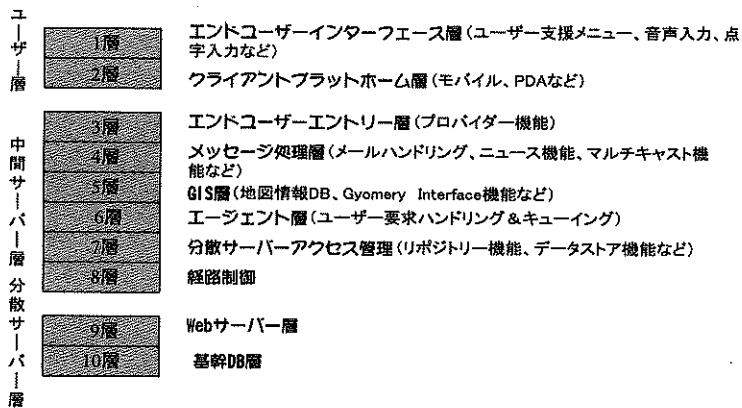 ユーザー層
1層 エンドユーザーインターフェース層(ユーザー支援メニュー、音声入力、点
字入力など)
2層 クライアントプラットホーム層(モバイル、PDAなど)
中間サーバー層
3層 エンドユーザーエントリー層(プロバイダー機能)
4層 メッセージ処理層(メールハンドリング、ニュース機能、マルチキャスト機
能など)
5層 GIS層(地図情報DB、Gyomery Interface機能など)
6層 エージェント層(ユーザー要求ハンドリング&キューイング)
7層 分散サーバーアクセス管理(リポジトリー機能、データストア機能など)
8層 経路制御
分散サーバー層
9層 Webサーバー層
10層 基幹DB層